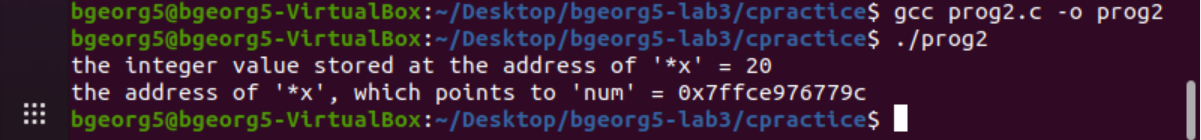 bgeorg5@bgeorg5-VirtualBox:~/Desktop/bgeorg5-lab3/cpractice$ gcc prog2.c -o prog2
bgeorg5@bgeorg5-VirtualBox:~/Desktop/bgeorg5-lab3/cpractice$ ./prog2
the integer value stored at the address of '*x' = 20
the address of '*x', which points to 'num' = 0x7ffce976779c
bgeorg5@bgeorg5-VirtualBox:~/Desktop/bgeorg5-lab3/cpractice$